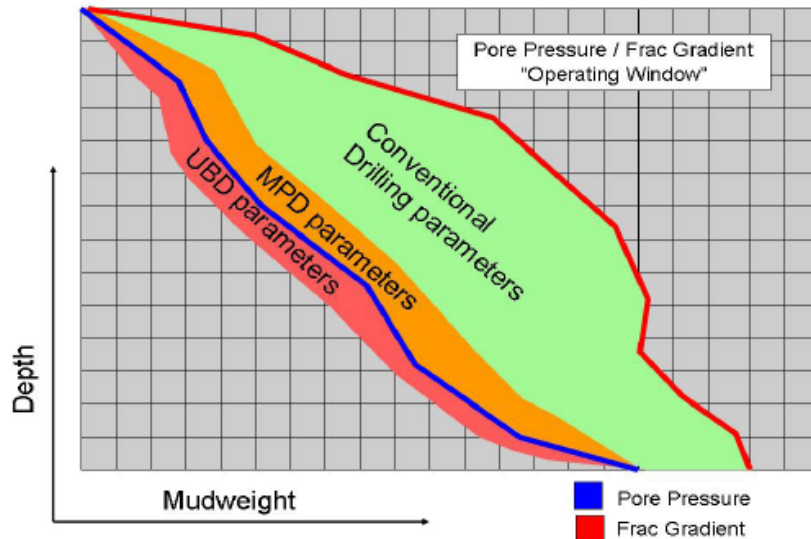 Pore Pressure / Frac Gradient
"Operating Window"
Conventional
Drilling parameters
MPD parameters
UBD parameters
Depth
Mudweight
Pore Pressure
Frac Gradient